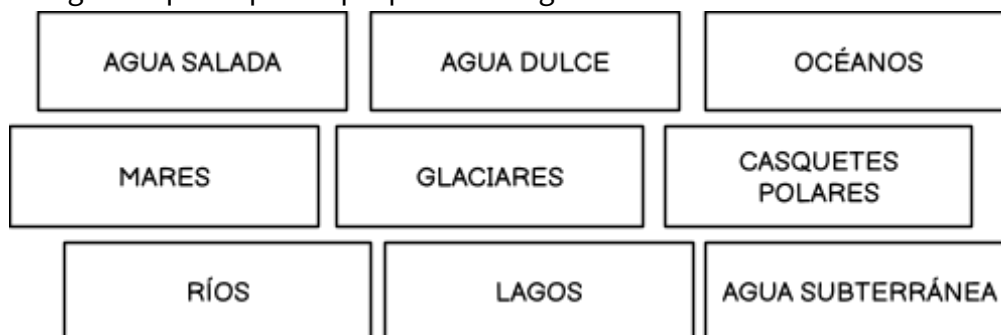 AGUA SALADA
AGUA DULCE
OCÉANOS
MARES
GLACIARES
CASQUETES
POLARES
RÍOS
LAGOS
AGUA SUBTERRÁNEA